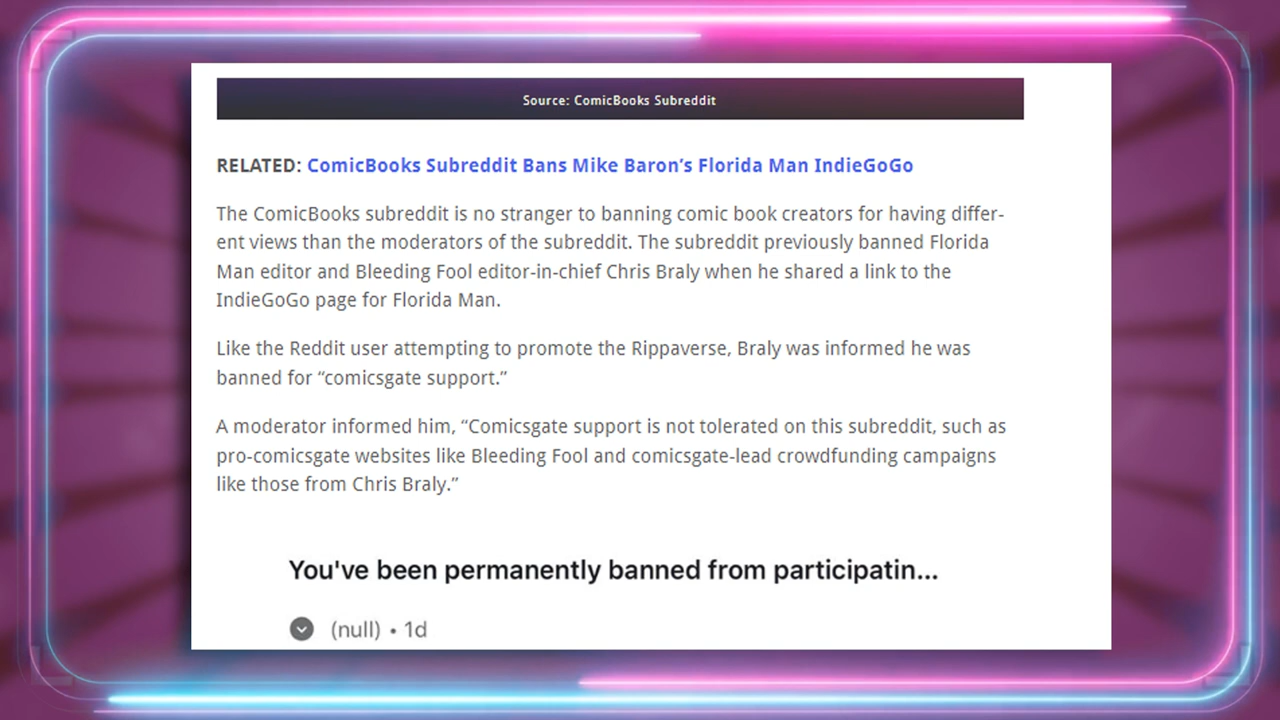 Source: ComicBooks Subreddit
RELATED: ComicBooks Subreddit Bans Mike Baron’s Florida Man IndieGoGo
The ComicBooks subreddit is no stranger to banning comic book creators for having differ-
ent views than the moderators of the subreddit. The subreddit previously banned Florida
Man editor and Bleeding Fool editor-in-chief Chris Braly when he shared a link to the
IndieGoGo page for Florida Man.
Like the Reddit user attempting to promote the Rippaverse, Braly was informed he was
banned for “comicsgate support.”
A moderator informed him, “Comicsgate support is not tolerated on this subreddit, such as
pro-comicsgate websites like Bleeding Fool and comicsgate-lead crowdfunding campaigns
like those from Chris Braly.”
You've been permanently banned from participatin...
(null) • 1d